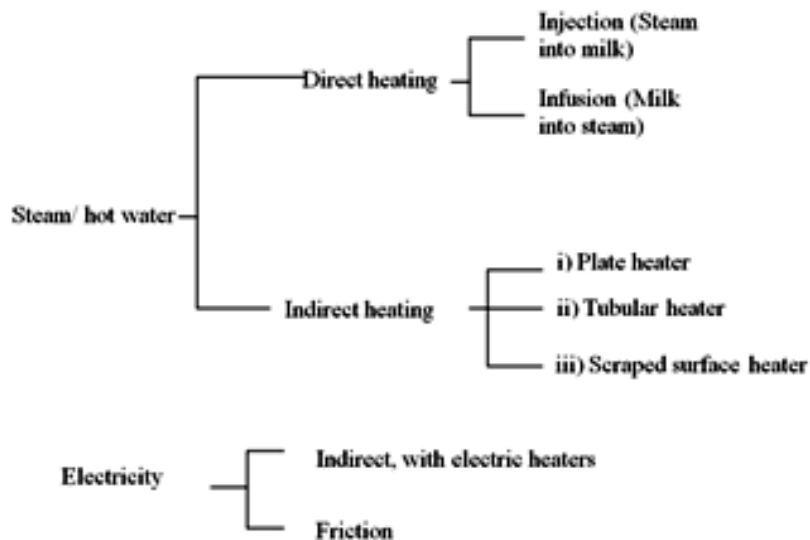 Injection (Steam
into milk)
Direct heating
Infusion (Milk
into steam)
Steam/ hot water
i) Plate heater
Indirect heating
ii) Tubular heater
iii) Scraped surface heater
Electricity
Indirect, with electric heaters
Friction